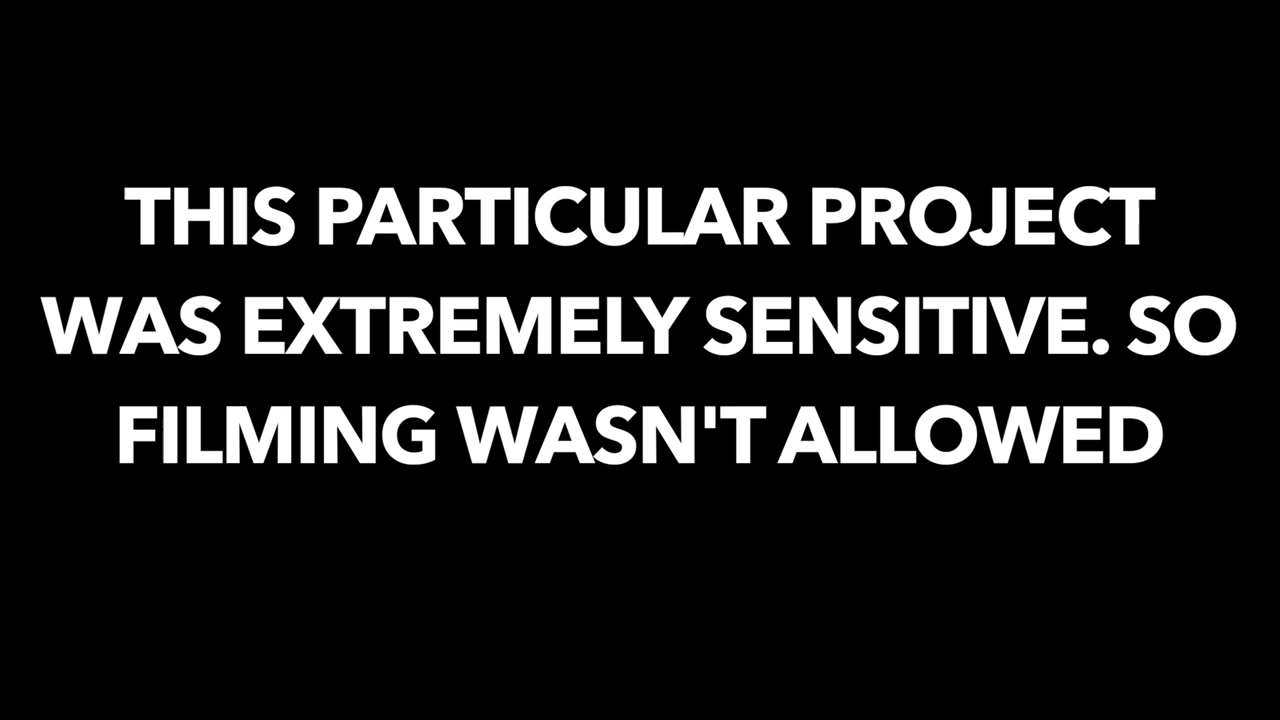 THIS PARTICULAR PROJECT
WAS EXTREMELY SENSITIVE. SO
FILMING WASN'T ALLOWED